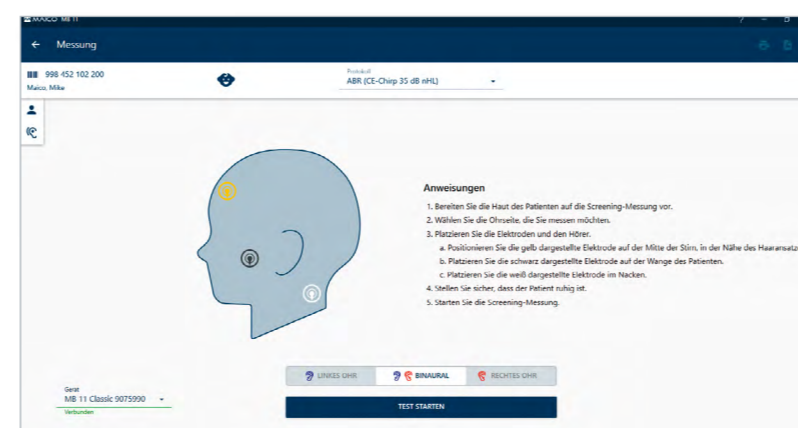 MAICO MB 11
Messung
998 452 102 200
Maico, Mike
Protokoll
ABR (CE-Chirp 35 dB nHL)
Anweisungen
1. Bereiten Sie die Haut des Patienten auf die Screening-Messung vor.
2. Wählen Sie die Ohrseite, die Sie messen möchten.
3. Platzieren Sie die Elektroden und den Hörer.
a. Positionieren Sie die gelb dargestellte Elektrode auf der Mitte der Stirn, in der Nähe des Haaransatz
b. Platzieren Sie die schwarz dargestellte Elektrode auf der Wange des Patienten.
c. Platzieren Sie die weiß dargestellte Elektrode im Nacken.
4. Stellen Sie sicher, dass der Patient ruhig ist.
5. Starten Sie die Screening-Messung.
LINKES OHR BINAURAL RECHTES OHR
Gerät
MB 11 Classic 9075990
Verbunden
TEST STARTEN